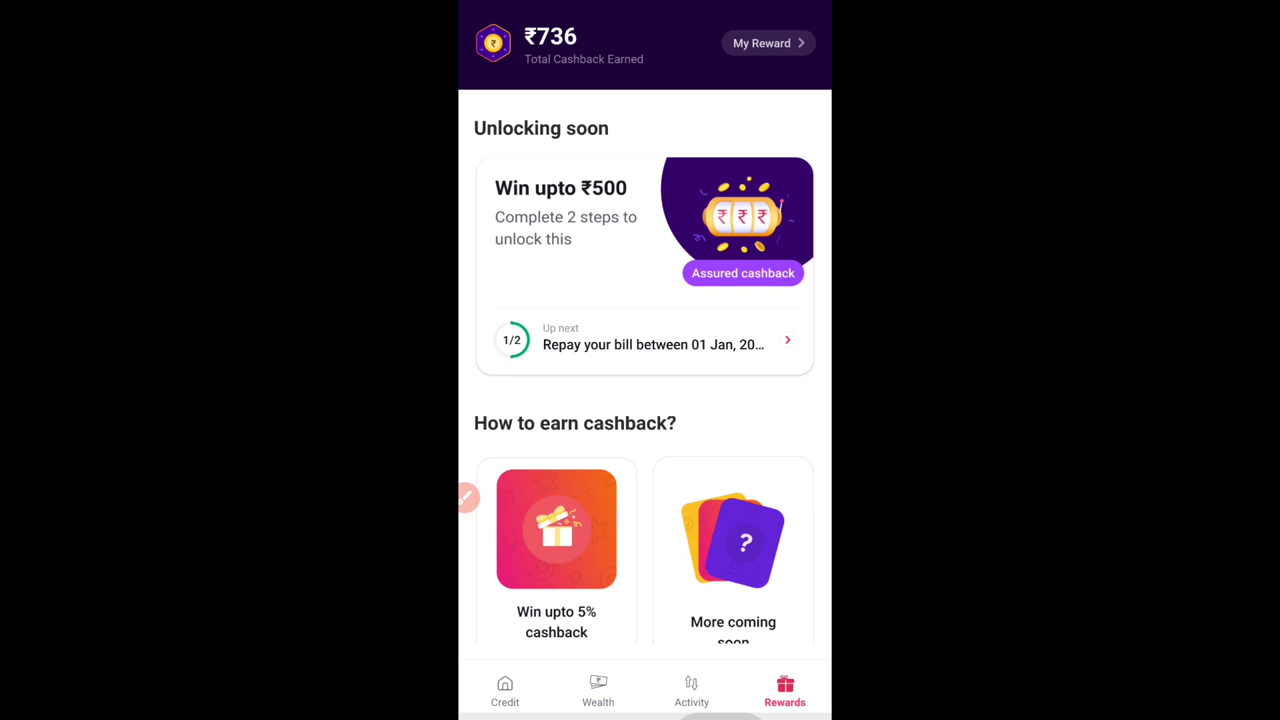 ₹736
Total Cashback Earned
My Reward
Unlocking soon
Win upto ₹500
Complete 2 steps to
unlock this
₹ ₹ ₹
Assured cashback
1/2
Up next
Repay your bill between 01 Jan, 20...
How to earn cashback?
Win upto 5%
cashback
?
More coming
soon
Credit
Wealth
Activity
Rewards